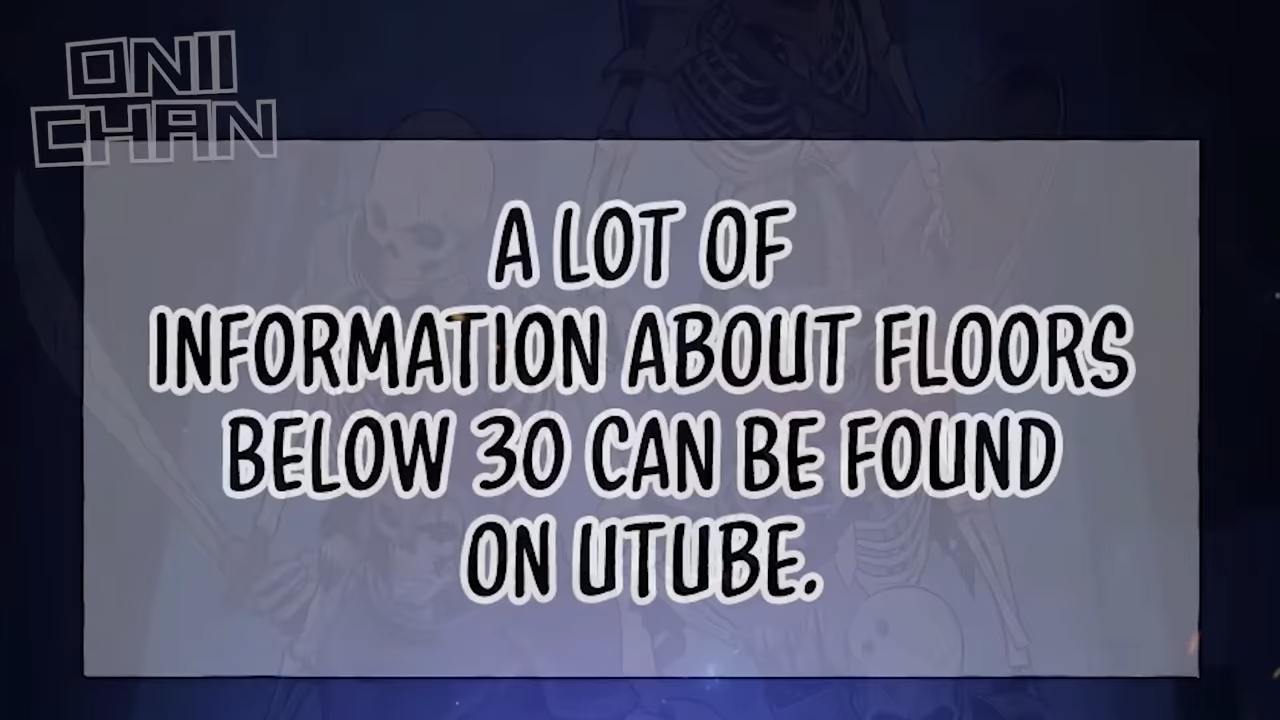 ONII
CHAN
A LOT OF
INFORMATION ABOUT FLOORS
BELOW 30 CAN BE FOUND
ON UTUBE.